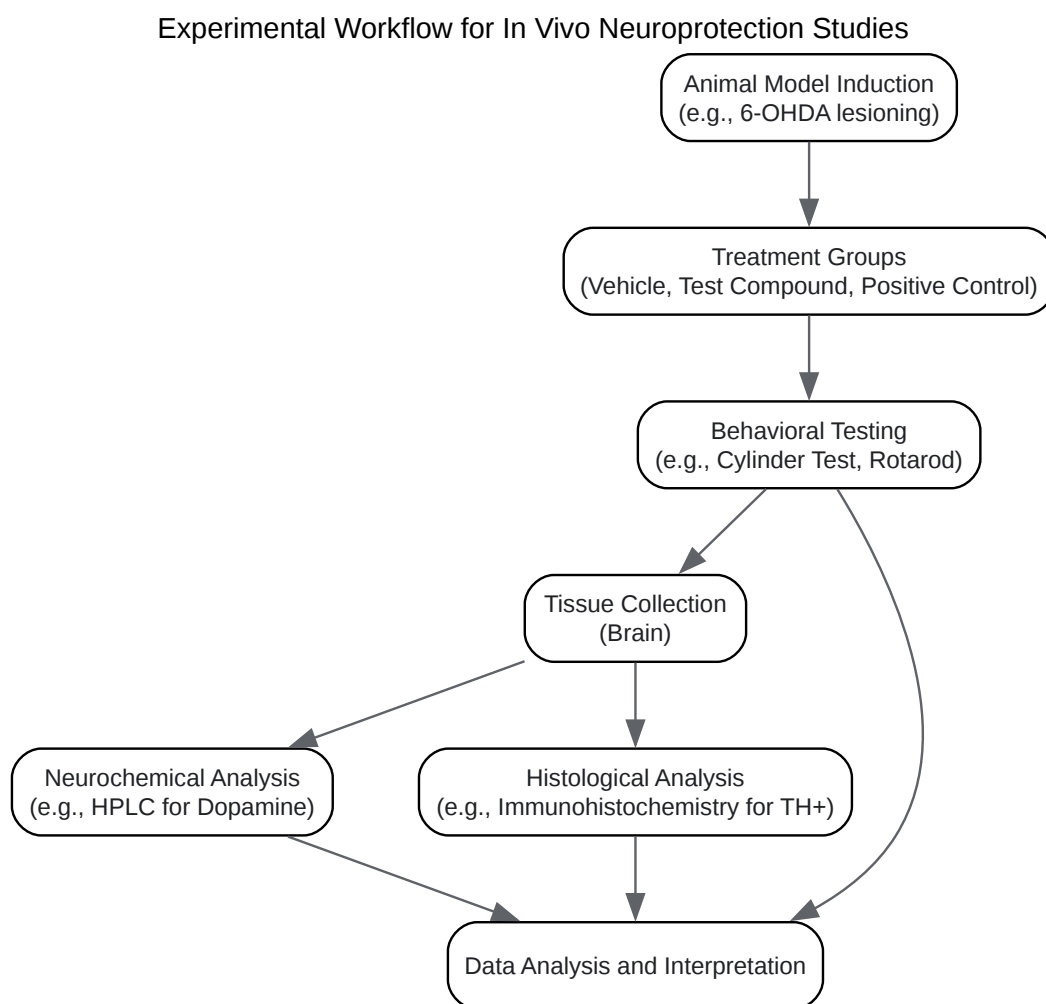 Experimental Workflow for In Vivo Neuroprotection Studies
Animal Model Induction
(e.g., 6-OHDA lesioning)
Treatment Groups
(Vehicle, Test Compound, Positive Control)
Behavioral Testing
(e.g., Cylinder Test, Rotarod)
Tissue Collection
(Brain)
Neurochemical Analysis
(e.g., HPLC for Dopamine)
Histological Analysis
(e.g., Immunohistochemistry for TH+)
Data Analysis and Interpretation